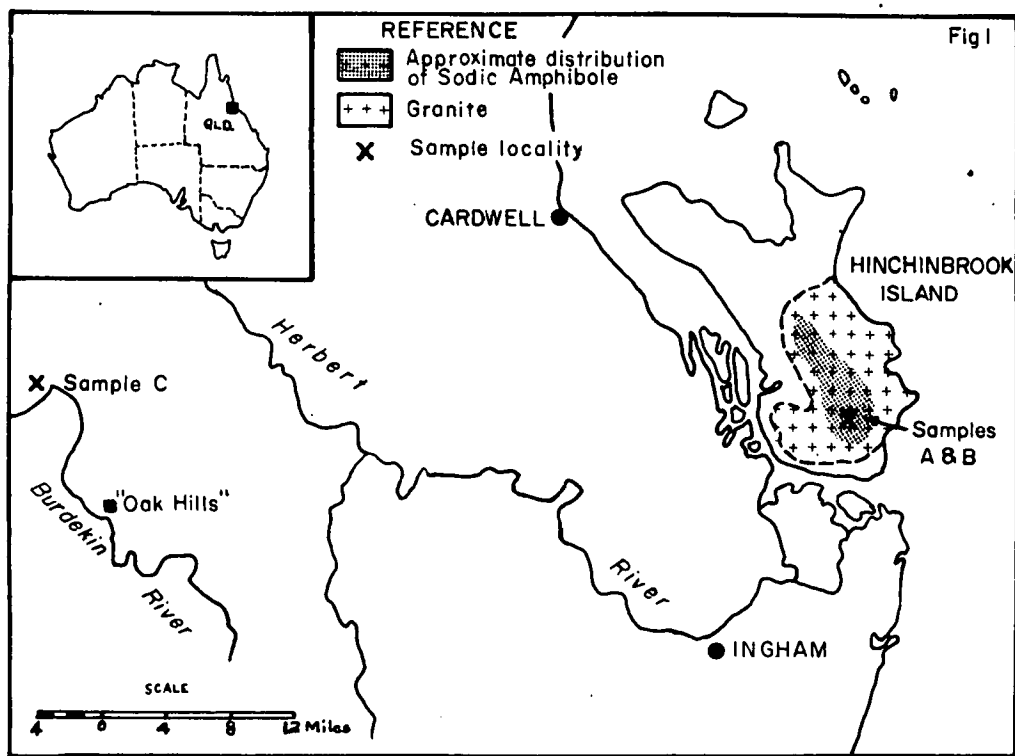 REFERENCE
Fig 1
Approximate distribution
of Sodic Amphibole
Granite
Sample locality
QLD.
CARDWELL
HINCHINBROOK
ISLAND
Herbert
Sample C
Samples
A & B
"Oak Hills"
Burdekin
River
River
INGHAM
SCALE
4 0 4 8 12 Miles